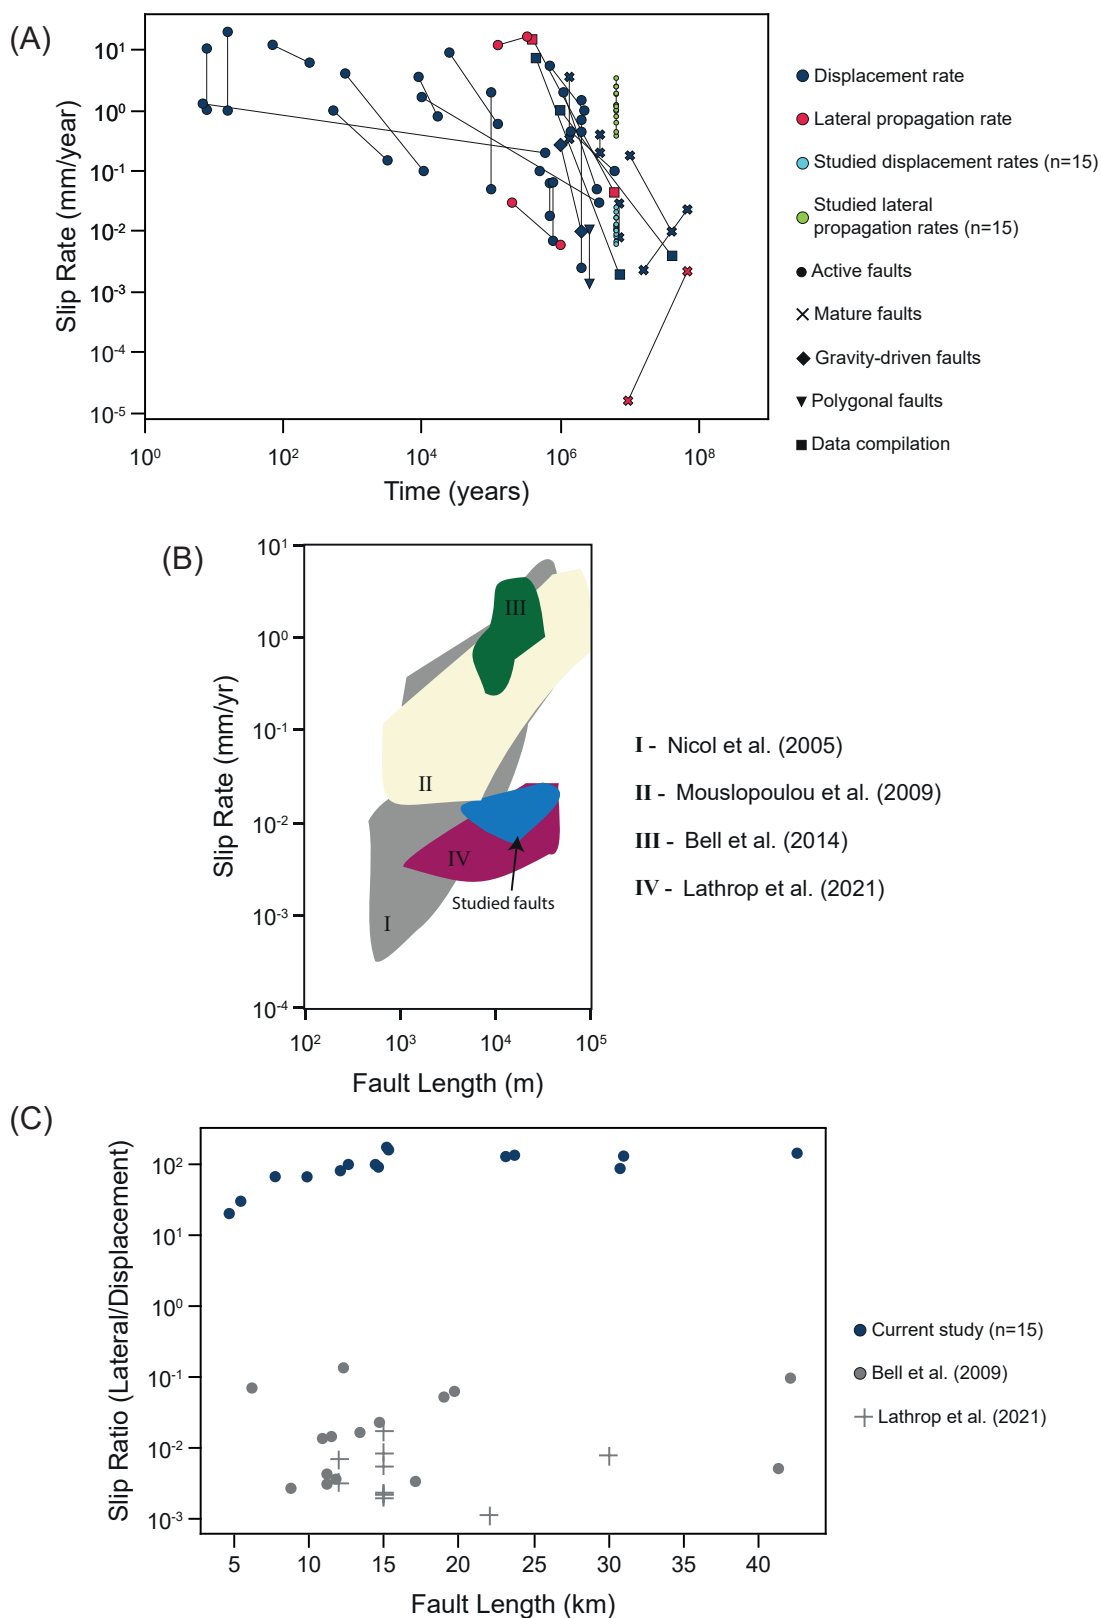 (A)
Slip Rate (mm/year)
10¹
10⁰
10⁻¹
10⁻²
10⁻³
10⁻⁴
10⁻⁵
10⁰
10²
10⁴
10⁶
10⁸
Time (years)
Displacement rate
Lateral propagation rate
Studied displacement rates (n=15)
Studied lateral
propagation rates (n=15)
Active faults
Mature faults
Gravity-driven faults
Polygonal faults
Data compilation
(B)
Slip Rate (mm/yr)
10¹
10⁰
10⁻¹
10⁻²
10⁻³
10⁻⁴
III
II
IV
I
Studied faults
10²
10³
10⁴
10⁵
Fault Length (m)
I - Nicol et al. (2005)
II - Mouslopoulou et al. (2009)
III - Bell et al. (2014)
IV - Lathrop et al. (2021)
(C)
Slip Ratio (Lateral/Displacement)
10²
10¹
10⁰
10⁻¹
10⁻²
10⁻³
5
10
15
20
25
30
35
40
Fault Length (km)
Current study (n=15)
Bell et al. (2009)
Lathrop et al. (2021)